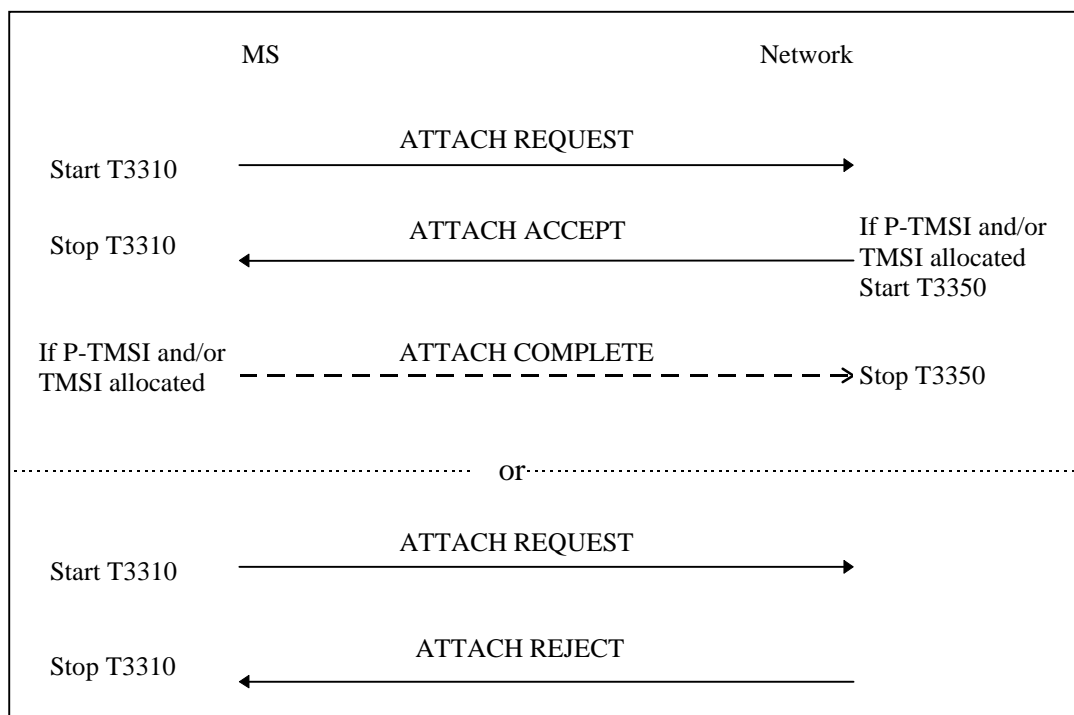 MS Network
ATTACH REQUEST
Start T3310
ATTACH ACCEPT
Stop T3310
If P-TMSI and/or
TMSI allocated
Start T3350
If P-TMSI and/or
TMSI allocated
ATTACH COMPLETE
Stop T3350
or
ATTACH REQUEST
Start T3310
ATTACH REJECT
Stop T3310